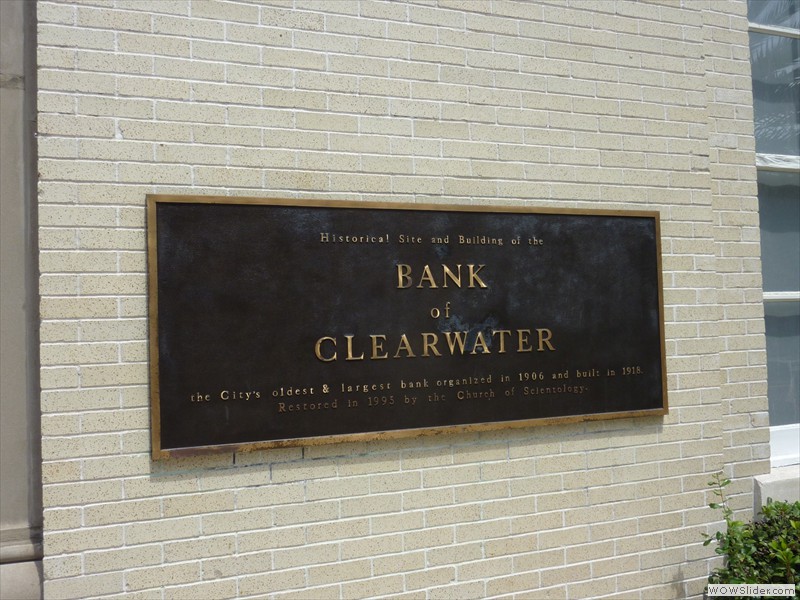 Historical Site and Building of the
BANK
of
CLEARWATER
the City's oldest & largest bank organized in 1906 and built in 1918.
Restored in 1995 by the Church of Scientology.
WOWSlider.com